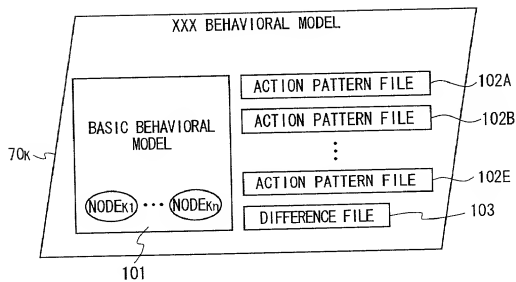 XXX BEHAVIORAL MODEL
ACTION PATTERN FILE
102A
ACTION PATTERN FILE
102B
BASIC BEHAVIORAL
MODEL
70K
ACTION PATTERN FILE
102E
NODEK1 ••• NODEKn
DIFFERENCE FILE
103
101